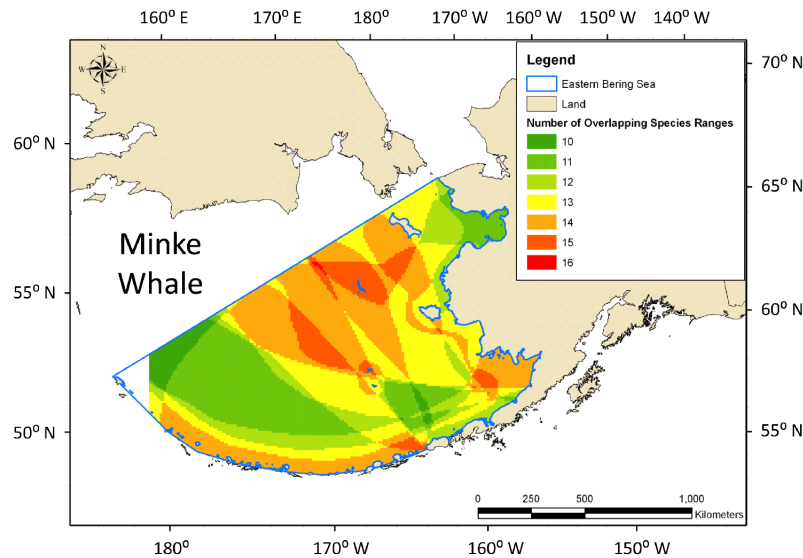 160° E 170° E 180° 170° W 160° W 150° W 140° W
N
W E
S
Legend
Eastern Bering Sea
Land
Number of Overlapping Species Ranges
10
11
12
13
14
15
16
70° N
60° N
65° N
Minke
Whale
55° N
60° N
50° N
55° N
0 250 500 1,000
Kilometers
180° 170° W 160° W 150° W